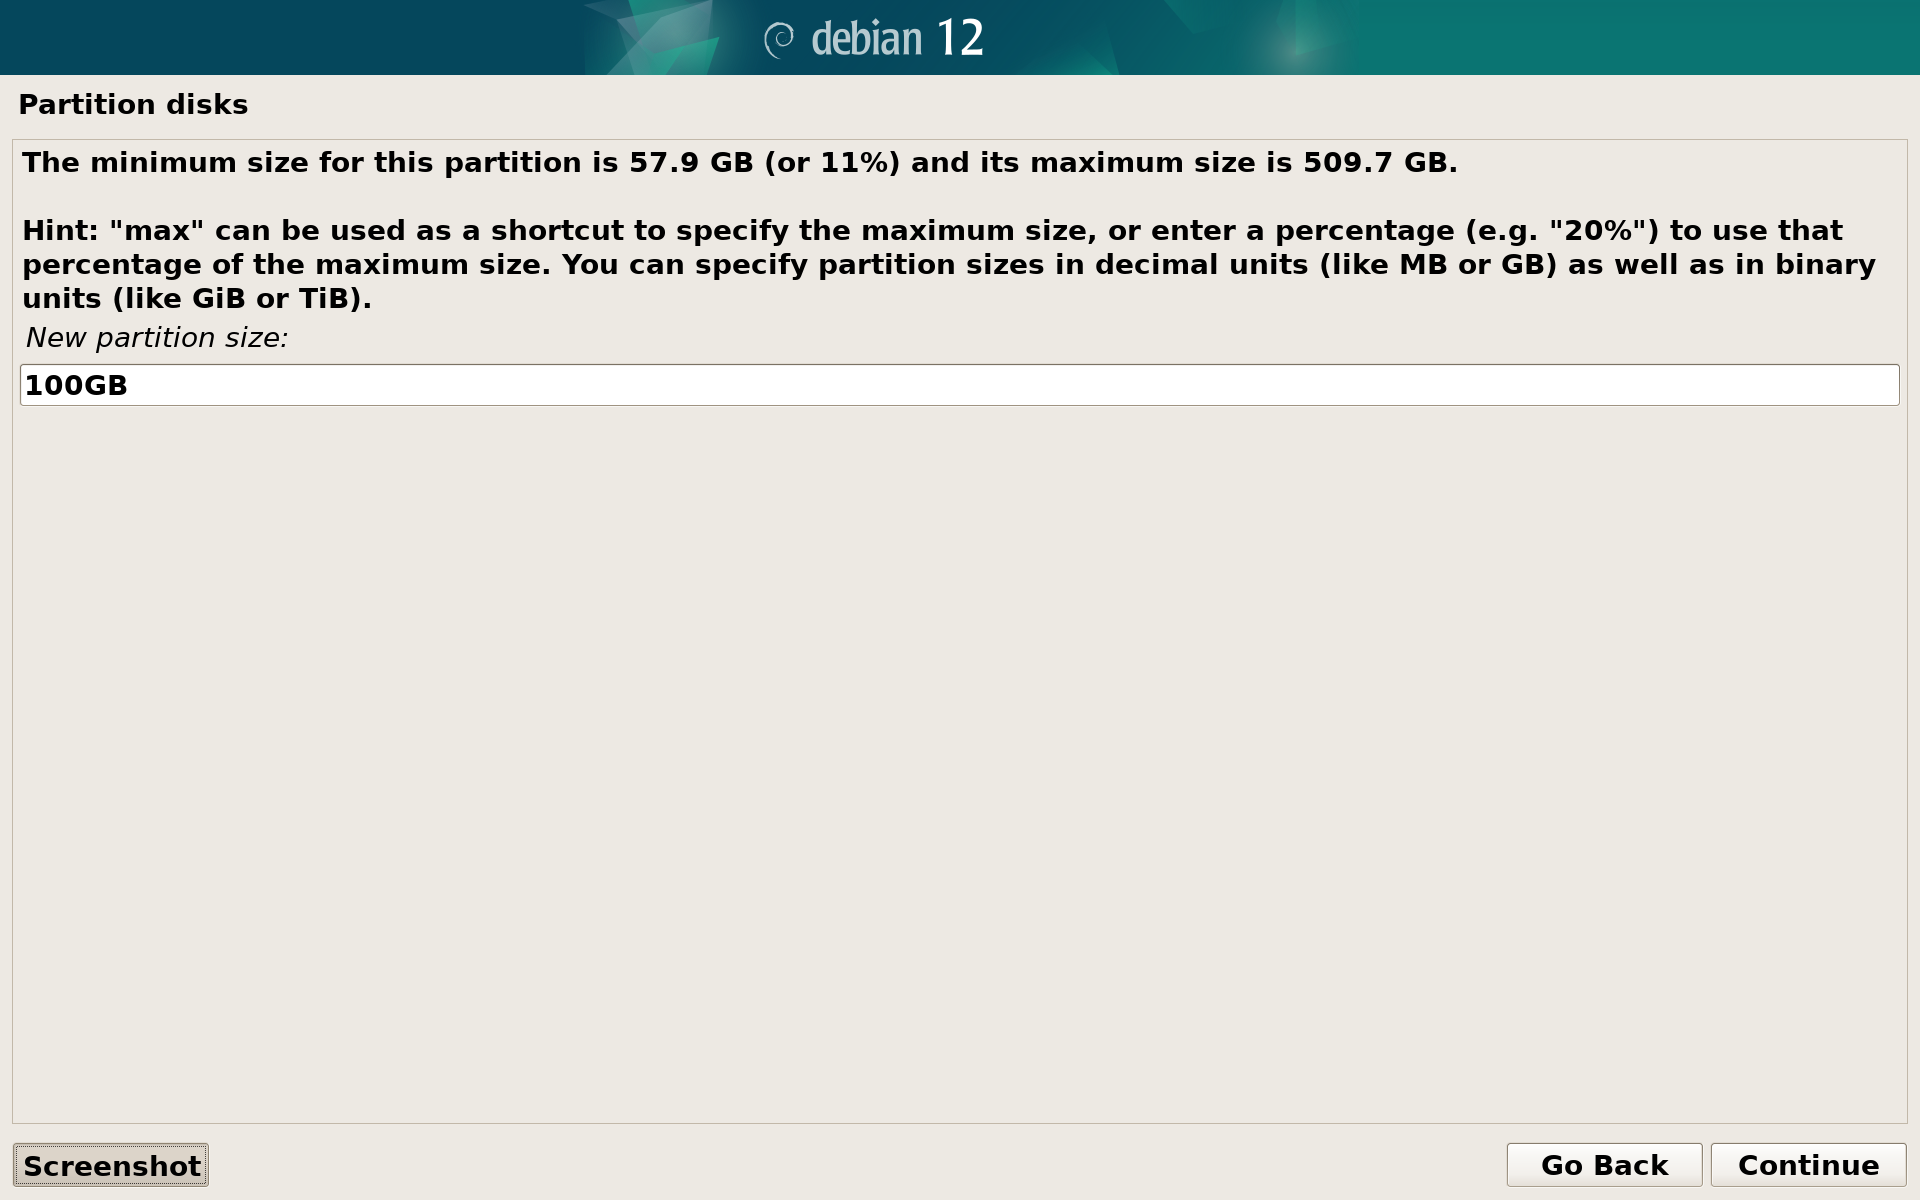 debian 12
Partition disks
The minimum size for this partition is 57.9 GB (or 11%) and its maximum size is 509.7 GB.
Hint: "max" can be used as a shortcut to specify the maximum size, or enter a percentage (e.g. "20%") to use that
percentage of the maximum size. You can specify partition sizes in decimal units (like MB or GB) as well as in binary
units (like GiB or TiB).
New partition size:
100GB
Screenshot
Go Back
Continue